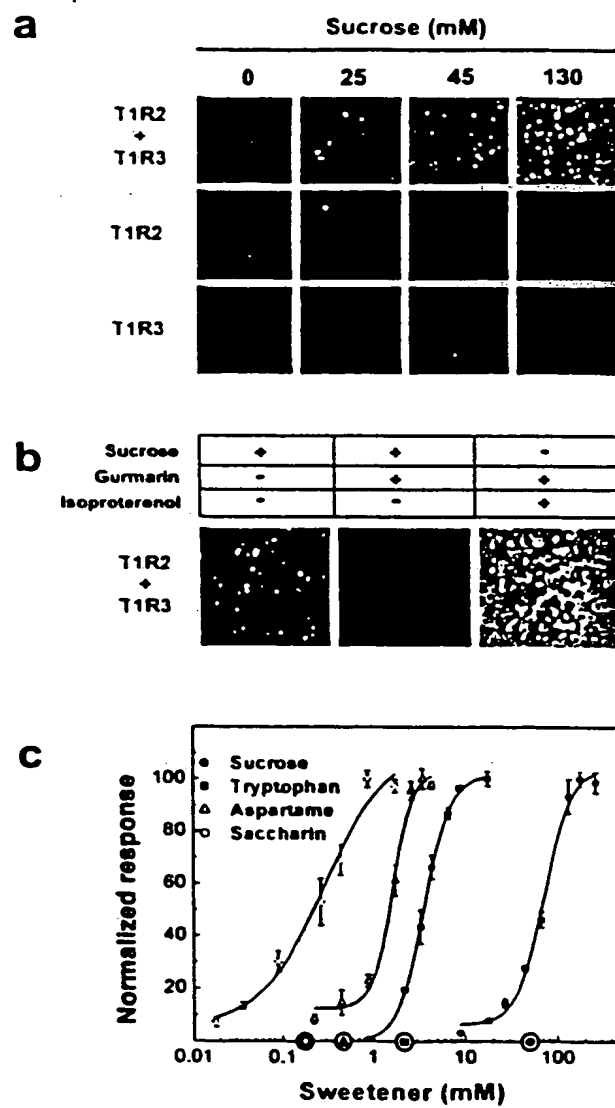 a
Sucrose (mM)
0 25 45 130
T1R2
+
T1R3
T1R2
T1R3
b
Sucrose + + -
Gurmarin - + +
Isoproterenol - - +
T1R2
+
T1R3
c
Normalized response
100
80
60
40
20
Sucrose
Tryptophan
Aspartame
Saccharin
0.01 0.1 1 10 100
Sweetener (mM)